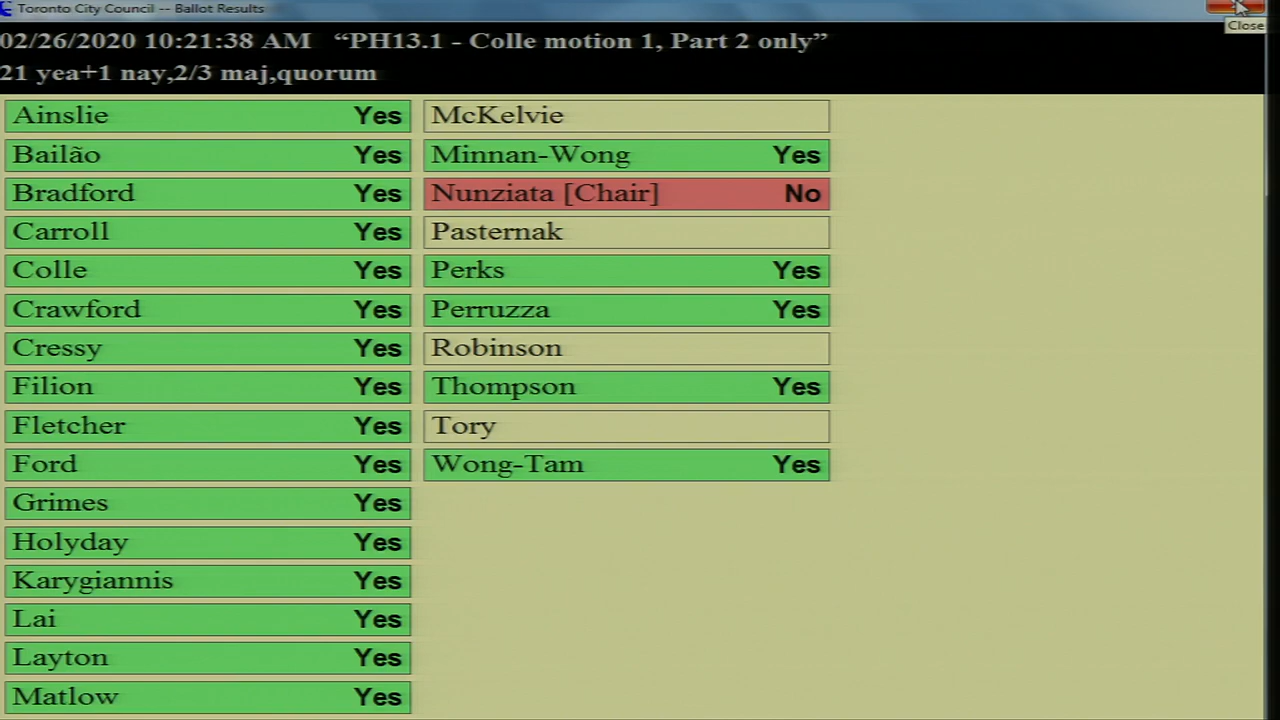 Toronto City Council -- Ballot Results
Close
02/26/2020 10:21:38 AM “PH13.1 - Colle motion 1, Part 2 only”
21 yea+1 nay,2/3 maj,quorum
Ainslie Yes
Bailão Yes
Bradford Yes
Carroll Yes
Colle Yes
Crawford Yes
Cressy Yes
Filion Yes
Fletcher Yes
Ford Yes
Grimes Yes
Holyday Yes
Karygiannis Yes
Lai Yes
Layton Yes
Matlow Yes
McKelvie
Minnan-Wong Yes
Nunziata [Chair] No
Pasternak
Perks Yes
Perruzza Yes
Robinson
Thompson Yes
Tory
Wong-Tam Yes